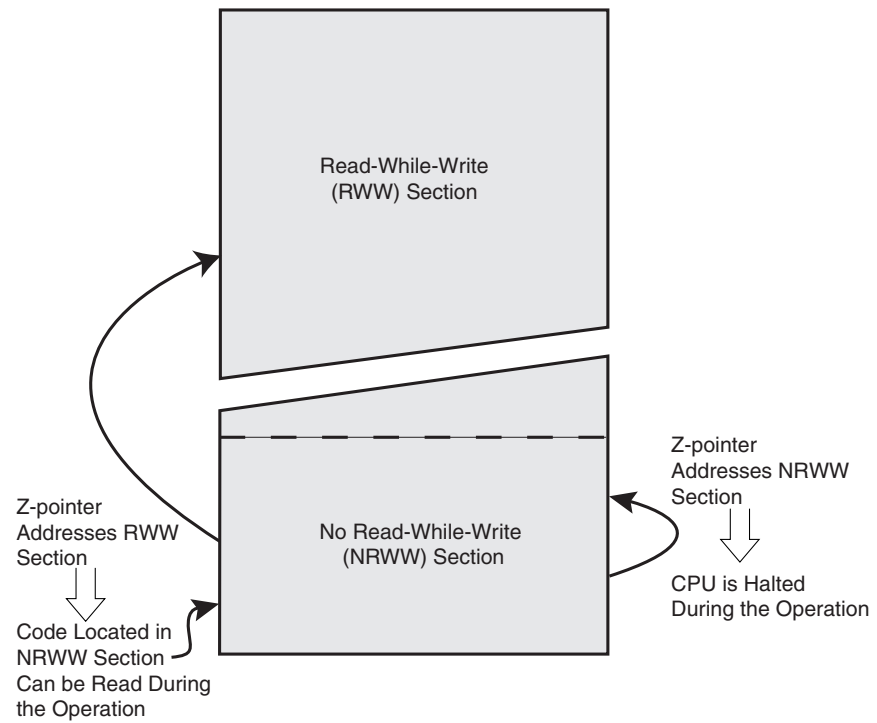 Read-While-Write
(RWW) Section
Z-pointer
Addresses NRWW
Section
Z-pointer
Addresses RWW
Section
No Read-While-Write
(NRWW) Section
CPU is Halted
During the Operation
Code Located in
NRWW Section
Can be Read During
the Operation